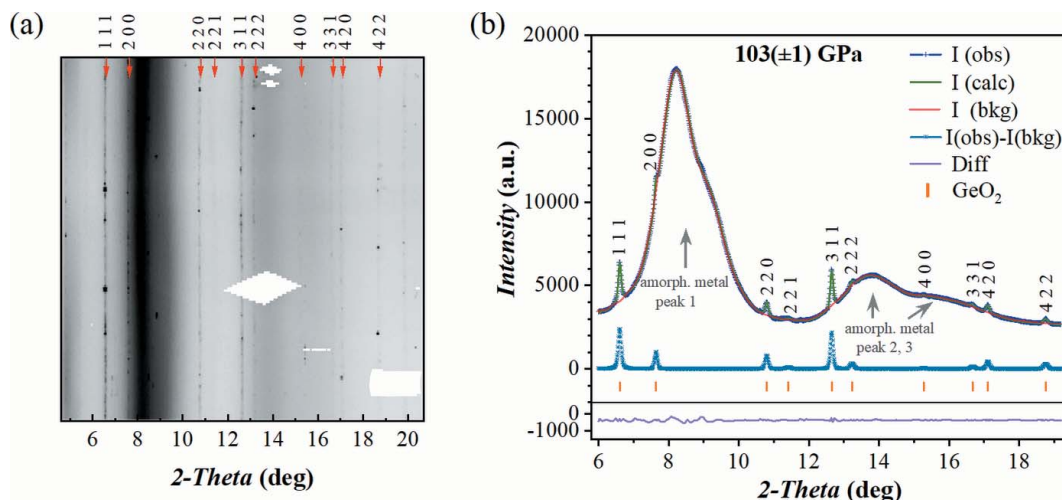 (a)
1 1 1
2 0 0
2 2 0
2 2 1
3 1 1
2 2 2
4 0 0
3 3 1
4 2 0
4 2 2
6 8 10 12 14 16 18 20
2-Theta (deg)
(b)
103(±1) GPa
I (obs)
I (calc)
I (bkg)
I(obs)-I(bkg)
Diff
GeO2
Intensity (a.u.)
20000
15000
10000
5000
0
0
-1000
1 1 1
2 0 0
2 2 0
2 2 1
3 1 1
2 2 2
4 0 0
3 3 1
4 2 0
4 2 2
amorph. metal
peak 1
amorph. metal
peak 2, 3
6 8 10 12 14 16 18
2-Theta (deg)